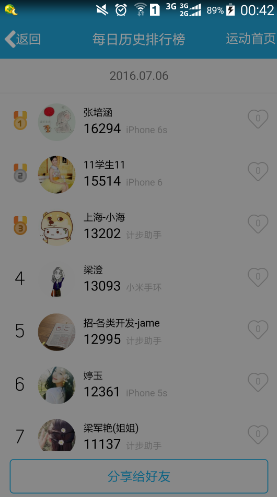 3G 3G 2G 89% 00:42
返回 每日历史排行榜 运动首页
2016.07.06
1 张培涵 0
16294 iPhone 6s
2 11学生11 0
15514 iPhone 6
3 上海-小海 0
13202 计步助手
4 梁澄 0
13093 小米手环
5 招-各类开发-jame 0
12995 计步助手
6 婷玉 0
12361 iPhone 5s
7 梁军艳(姐姐) 0
11137 计步助手
分享给好友